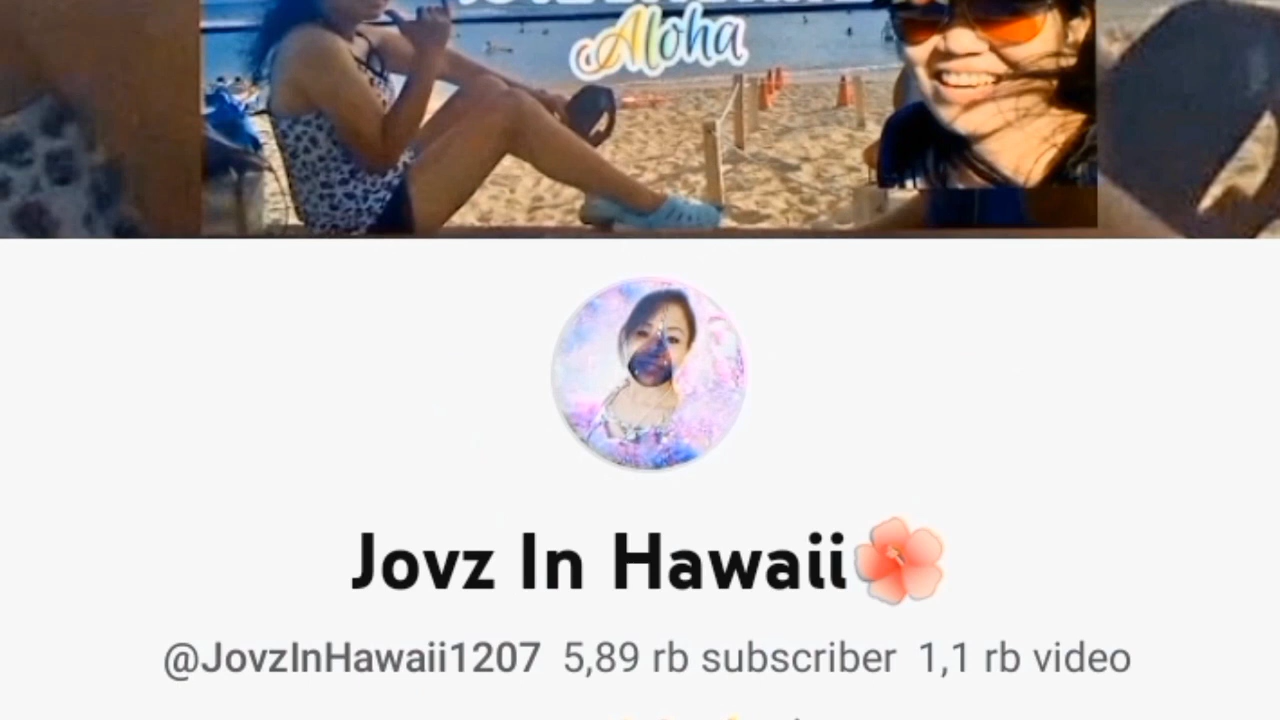 Aloha
Jovz In Hawaii🌺
@JovzInHawaii1207 5,89 rb subscriber 1,1 rb video